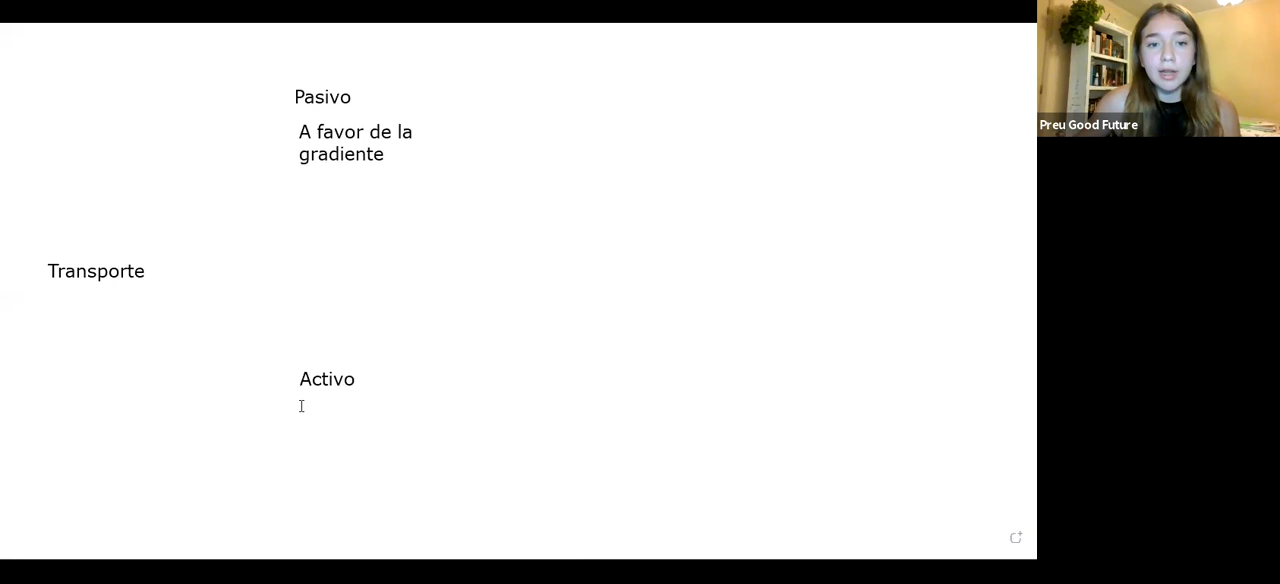 Pasivo
A favor de la
gradiente
Transporte
Activo
Preu Good Future